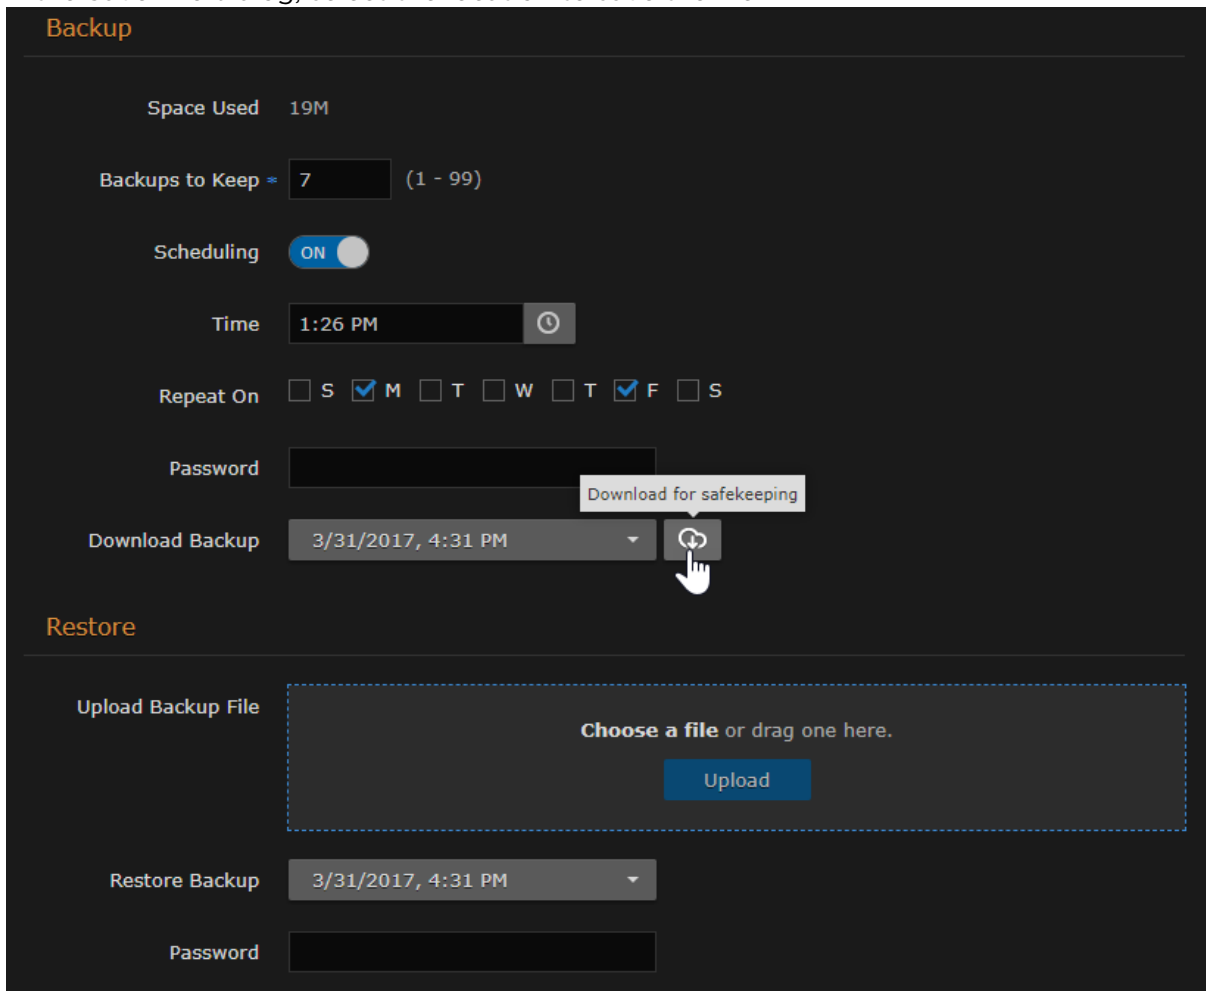 Backup
Space Used 19M
Backups to Keep * 7 (1 - 99)
Scheduling ON
Time 1:26 PM
Repeat On S M T W T F S
Password
Download for safekeeping
Download Backup 3/31/2017, 4:31 PM
Restore
Upload Backup File
Choose a file or drag one here.
Upload
Restore Backup 3/31/2017, 4:31 PM
Password